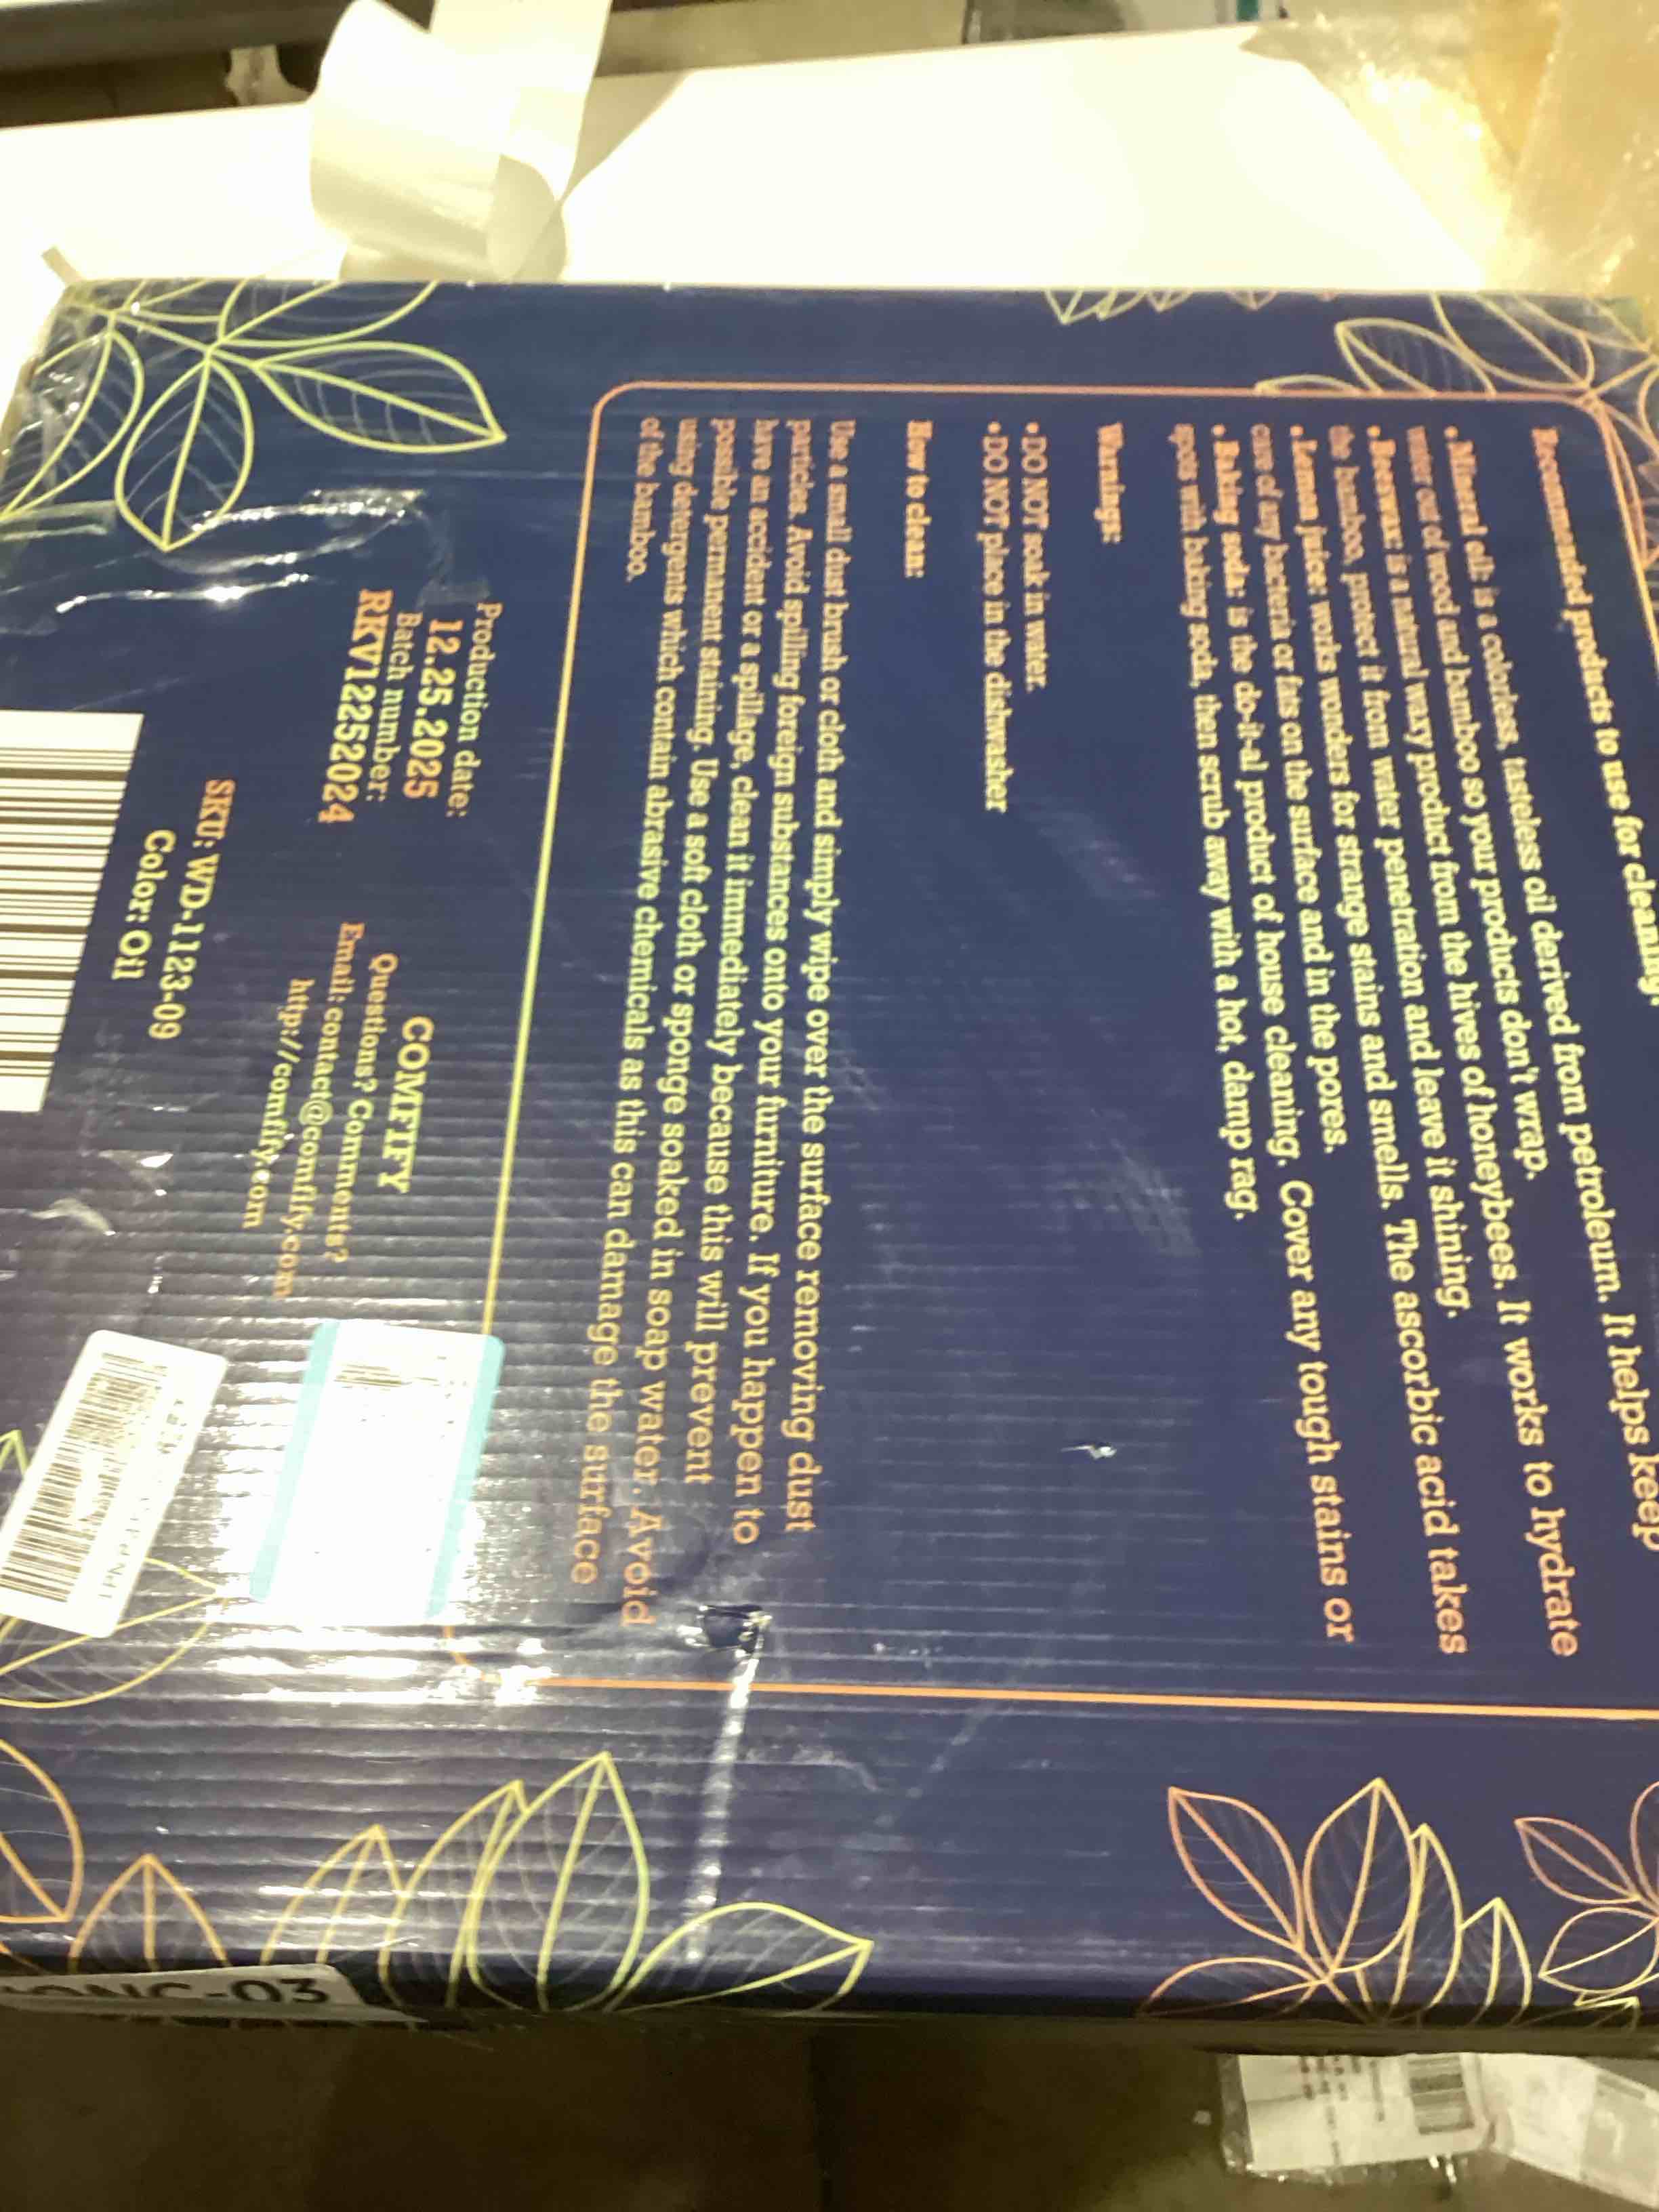 Recommended products to use for cleaning:
• Mineral oil: is a colorless, tasteless oil derived from petroleum. It helps keep
water out of wood and bamboo so your products don't wrap.
• Beeswax: is a natural waxy product from the hives of honeybees. It works to hydrate
the bamboo, protect it from water penetration and leave it shining.
• Lemon juice: works wonders for strange stains and smells. The ascorbic acid takes
care of any bacteria or fats on the surface and in the pores.
• Baking soda: is the do-it-al product of house cleaning. Cover any tough stains or
spots with baking soda, then scrub away with a hot, damp rag.
Warnings:
• DO NOT soak in water.
• DO NOT place in the dishwasher
How to clean:
Use a small dust brush or cloth and simply wipe over the surface removing dust
particles. Avoid spilling foreign substances onto your furniture. If you happen to
have an accident or a spillage, clean it immediately because this will prevent
possible permanent staining. Use a soft cloth or sponge soaked in soap water. Avoid
using detergents which contain abrasive chemicals as this can damage the surface
of the bamboo.
Production date:
12.25.2025
Batch number:
RKV12252024
COMFIFY
Questions? Comments?
Email: contact@comfify.com
http://comfify.com
SKU: WD-1123-09
Color: Oil
-03